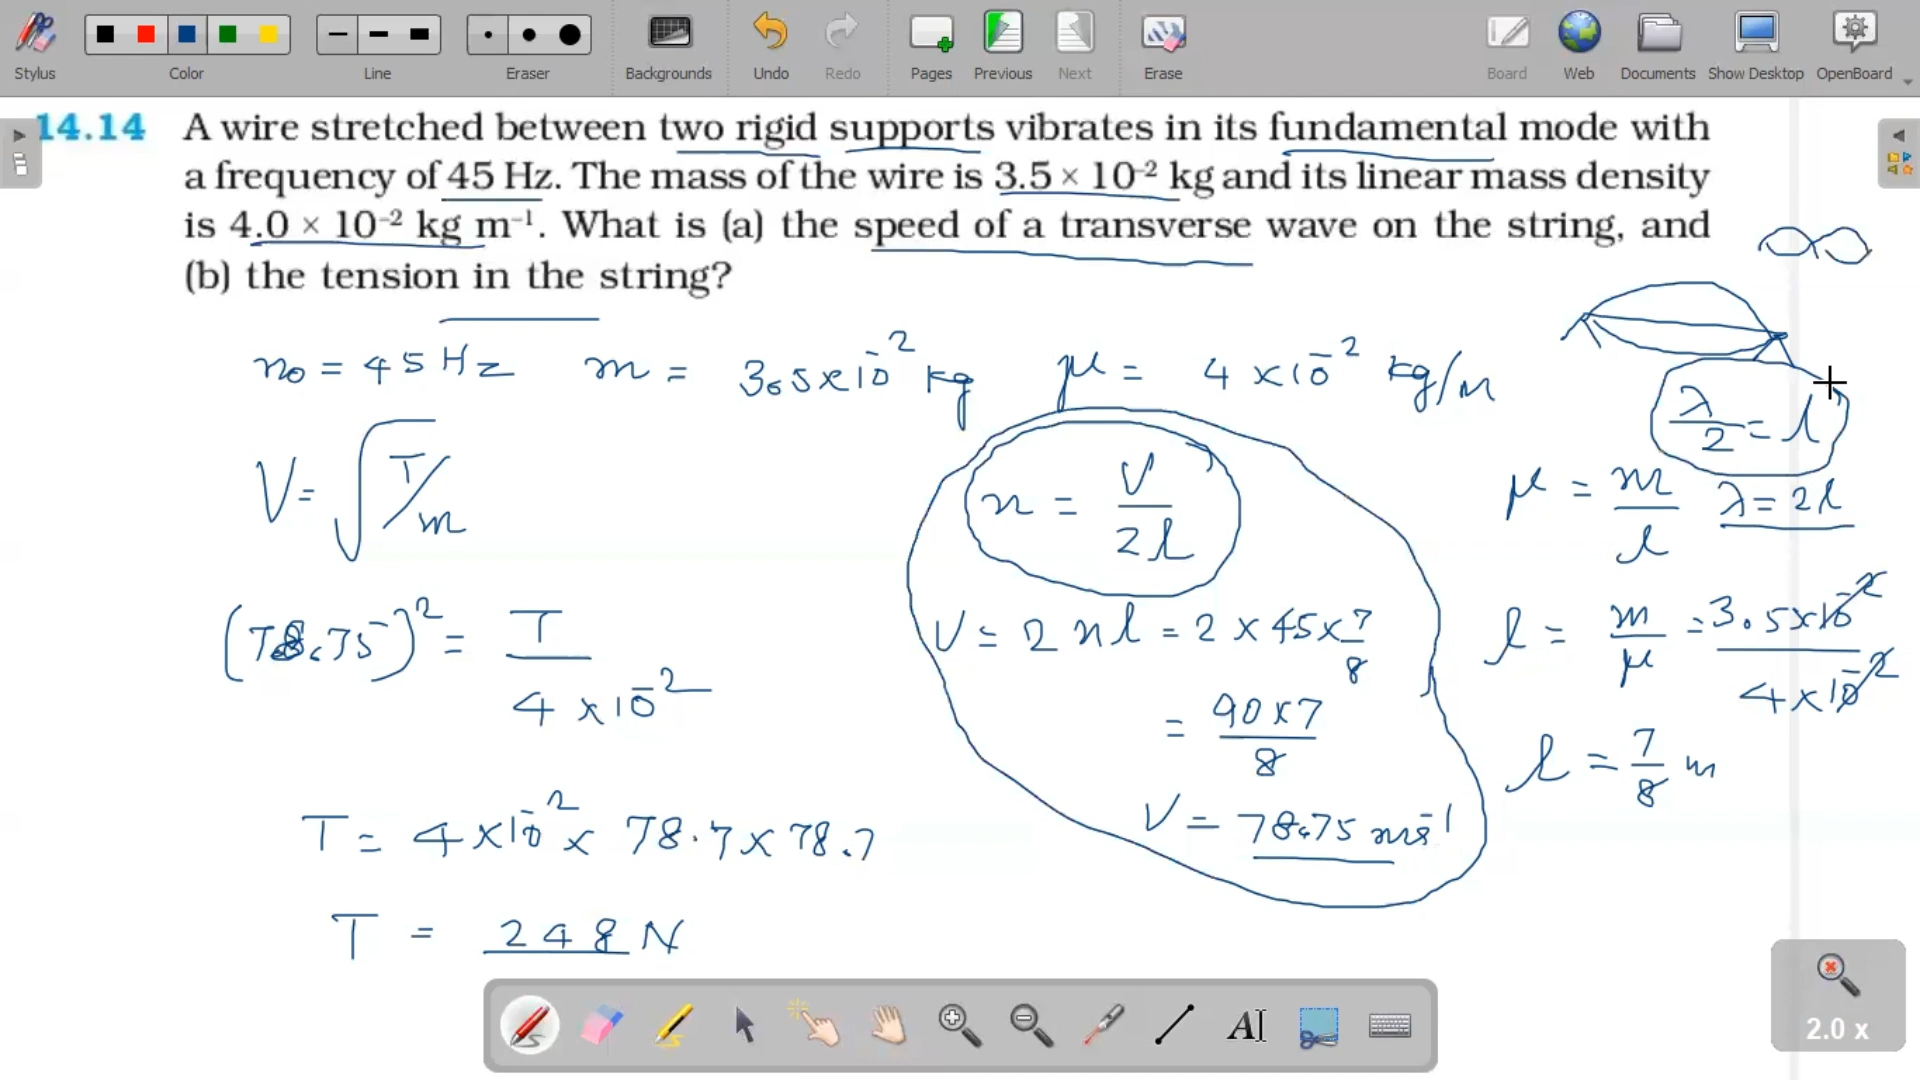 Stylus Color Line Eraser Backgrounds Undo Redo Pages Previous Next Erase Board Web Documents Show Desktop OpenBoard
14.14 A wire stretched between two rigid supports vibrates in its fundamental mode with
a frequency of 45 Hz. The mass of the wire is 3.5 × 10⁻² kg and its linear mass density
is 4.0 × 10⁻² kg m⁻¹. What is (a) the speed of a transverse wave on the string, and
(b) the tension in the string?
n₀ = 45 Hz m = 3.5×10⁻² kg μ = 4 × 10⁻² kg/m
λ/2 = l
V = √T/m
n = V/2l
μ = m/l λ = 2l
(78.75)² = T/4 × 10⁻²
V = 2nl = 2 × 45 × 7/8
l = m/μ = 3.5×10⁻²/4×10⁻²
= 90×7/8
l = 7/8 m
V = 78.75 ms⁻¹
T = 4×10⁻² × 78.7 × 78.7
T = 248 N
AI
2.0 x